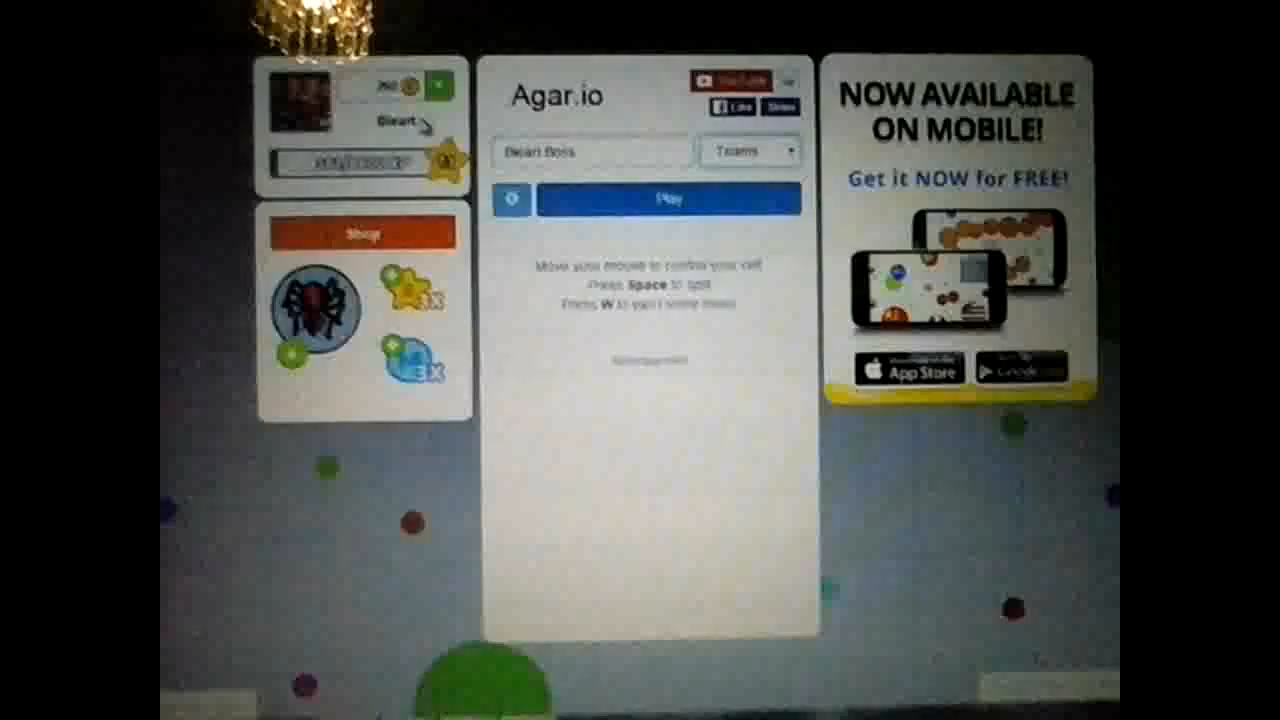 Bleart
Shop
3X
3X
Agar.io
YouTube
Like
Share
Bleart Boss
Teams
Play
Move your mouse to control your cell
Press Space to split
Press W to eject some mass
Advertisement
NOW AVAILABLE
ON MOBILE!
Get it NOW for FREE!
App Store
Google